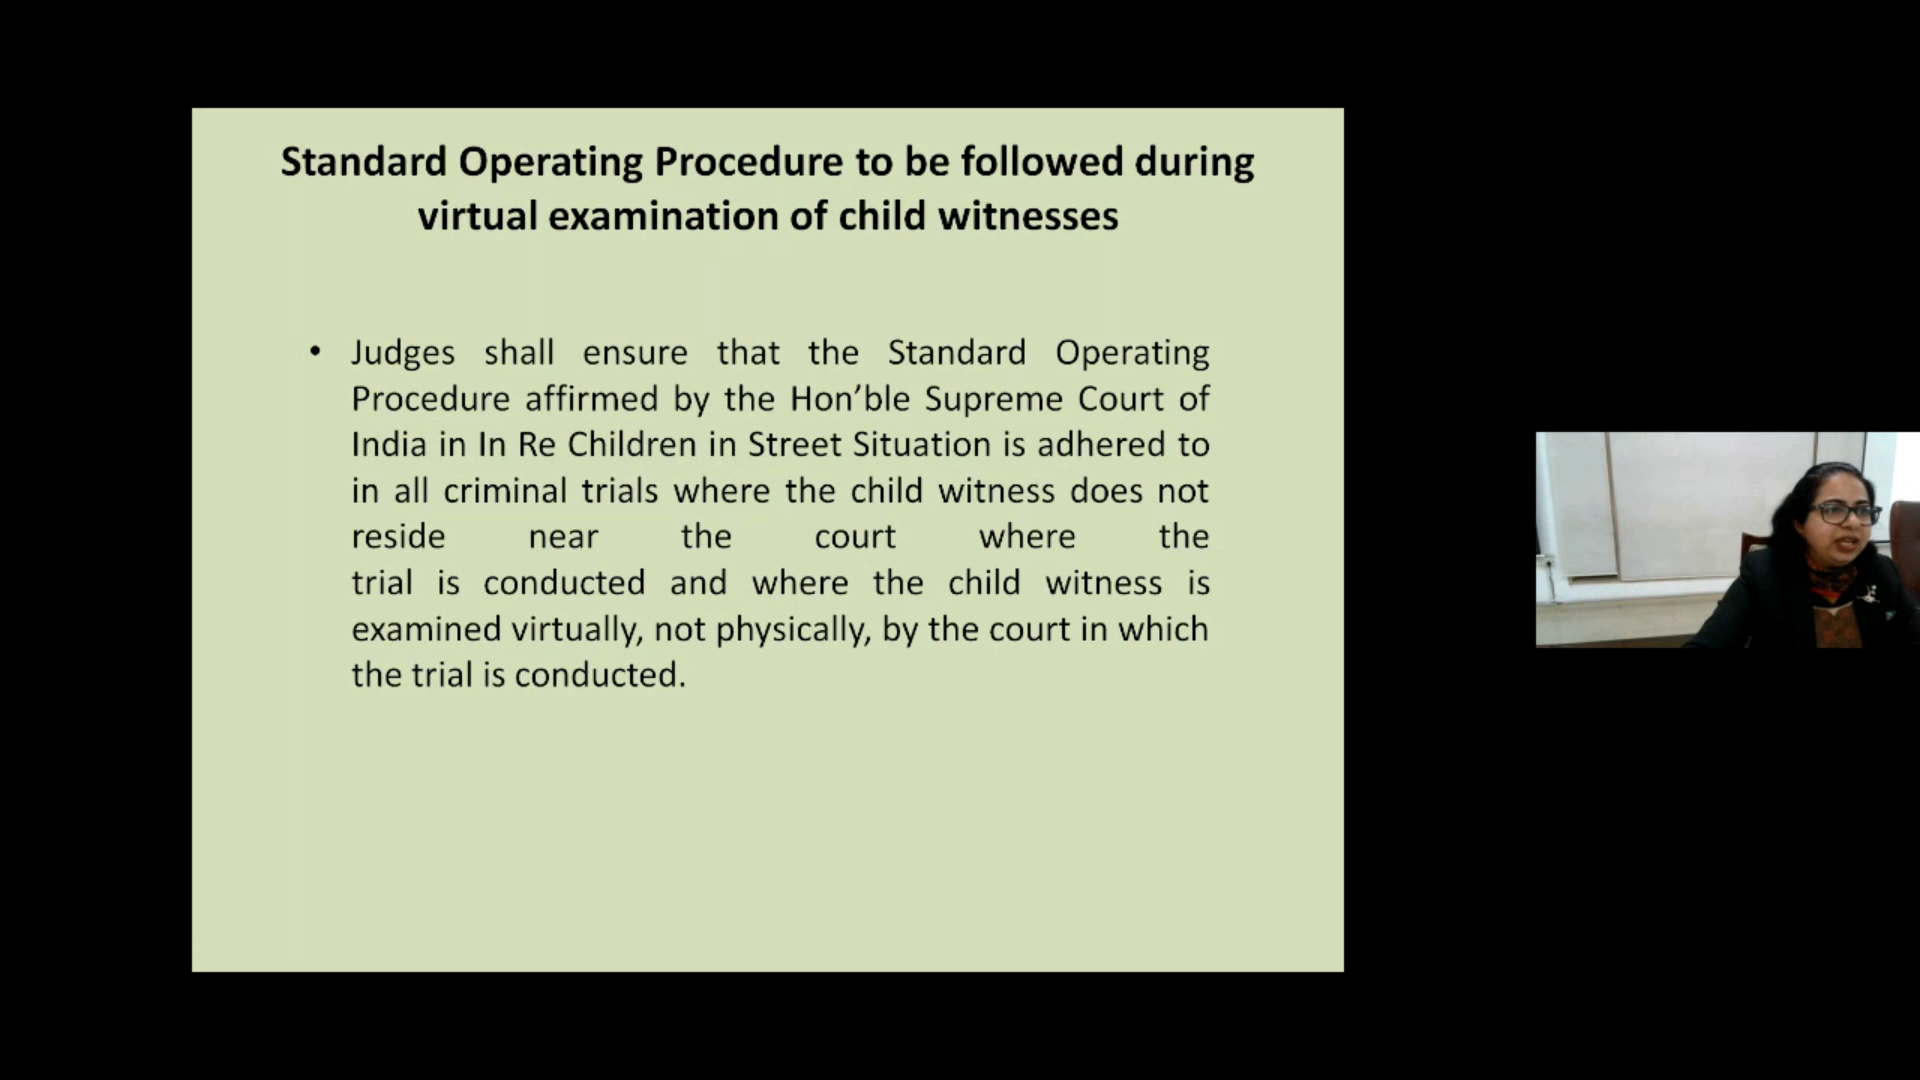 Standard Operating Procedure to be followed during
virtual examination of child witnesses
• Judges shall ensure that the Standard Operating
Procedure affirmed by the Hon’ble Supreme Court of
India in In Re Children in Street Situation is adhered to
in all criminal trials where the child witness does not
reside near the court where the
trial is conducted and where the child witness is
examined virtually, not physically, by the court in which
the trial is conducted.